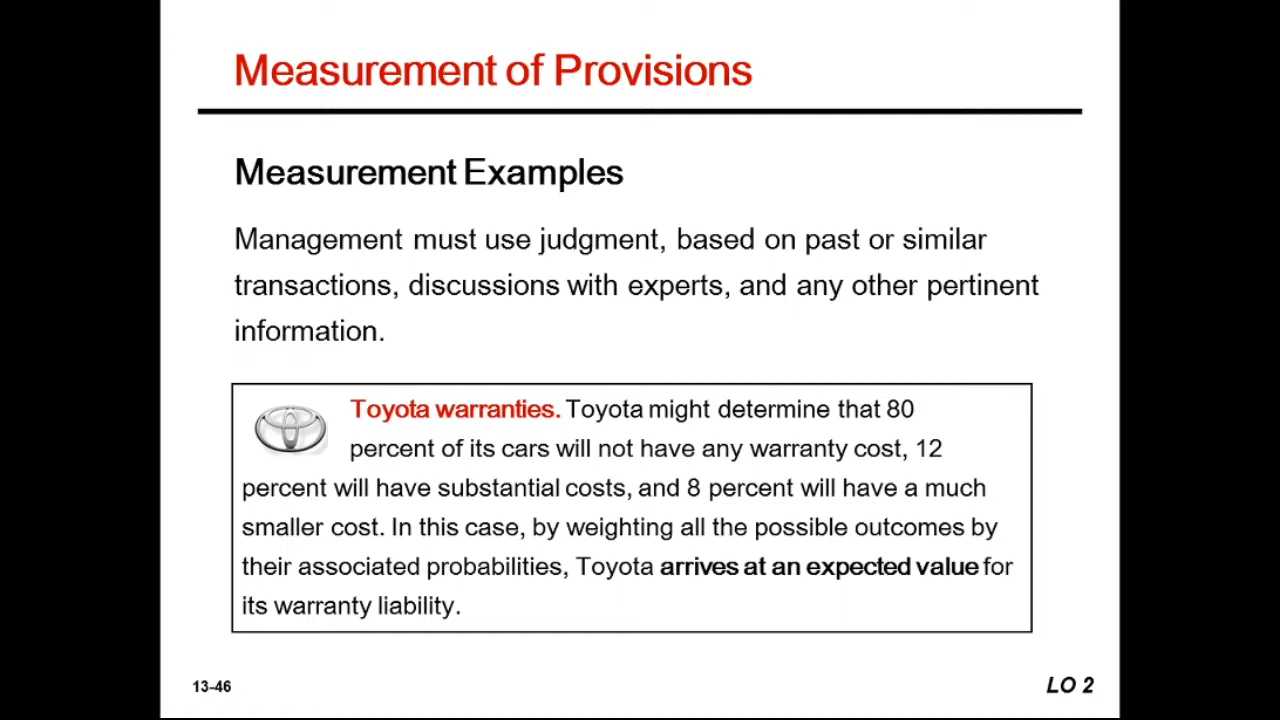 Measurement of Provisions
Measurement Examples
Management must use judgment, based on past or similar
transactions, discussions with experts, and any other pertinent
information.
Toyota warranties. Toyota might determine that 80
percent of its cars will not have any warranty cost, 12
percent will have substantial costs, and 8 percent will have a much
smaller cost. In this case, by weighting all the possible outcomes by
their associated probabilities, Toyota arrives at an expected value for
its warranty liability.
13-46
LO 2